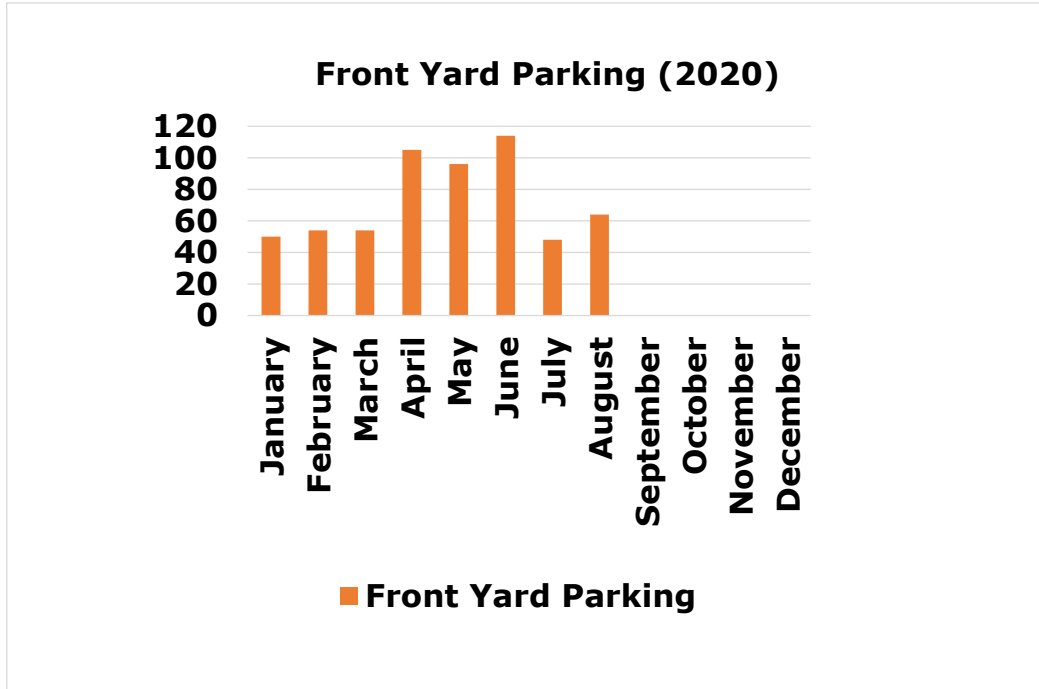 Front Yard Parking (2020)
120
100
80
60
40
20
0
January
February
March
April
May
June
July
August
September
October
November
December
Front Yard Parking